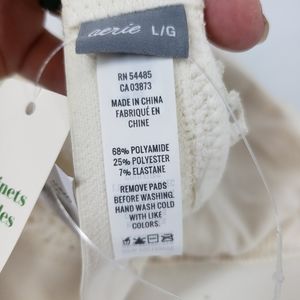 aerie L/G
RN 54485
CA 03873
MADE IN CHINA
FABRIQUÉ EN
CHINE
68% POLYAMIDE
25% POLYESTER
7% ELASTANE
REMOVE PADS
BEFORE WASHING.
HAND WASH COLD
WITH LIKE
COLORS.